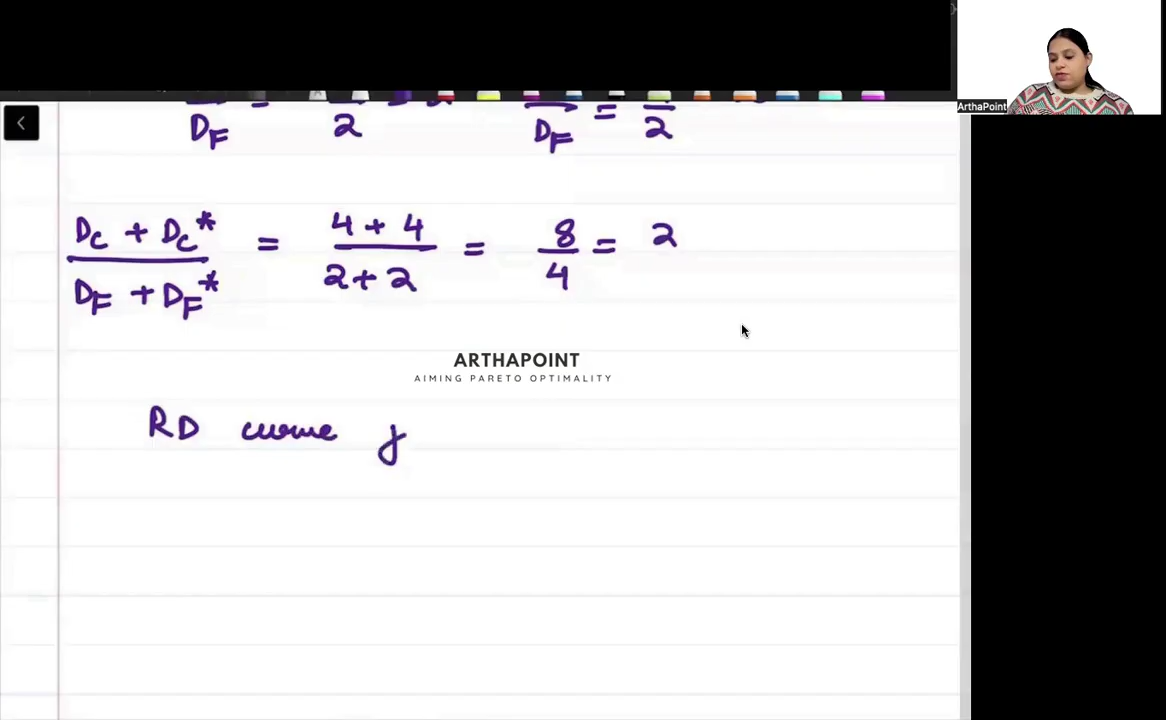 D_F 2 D_F = 2
D_C + D_C* / D_F + D_F* = 4 + 4 / 2 + 2 = 8 / 4 = 2
ArthaPoint
ARTHAPOINT
AIMING PARETO OPTIMALITY
RD curve